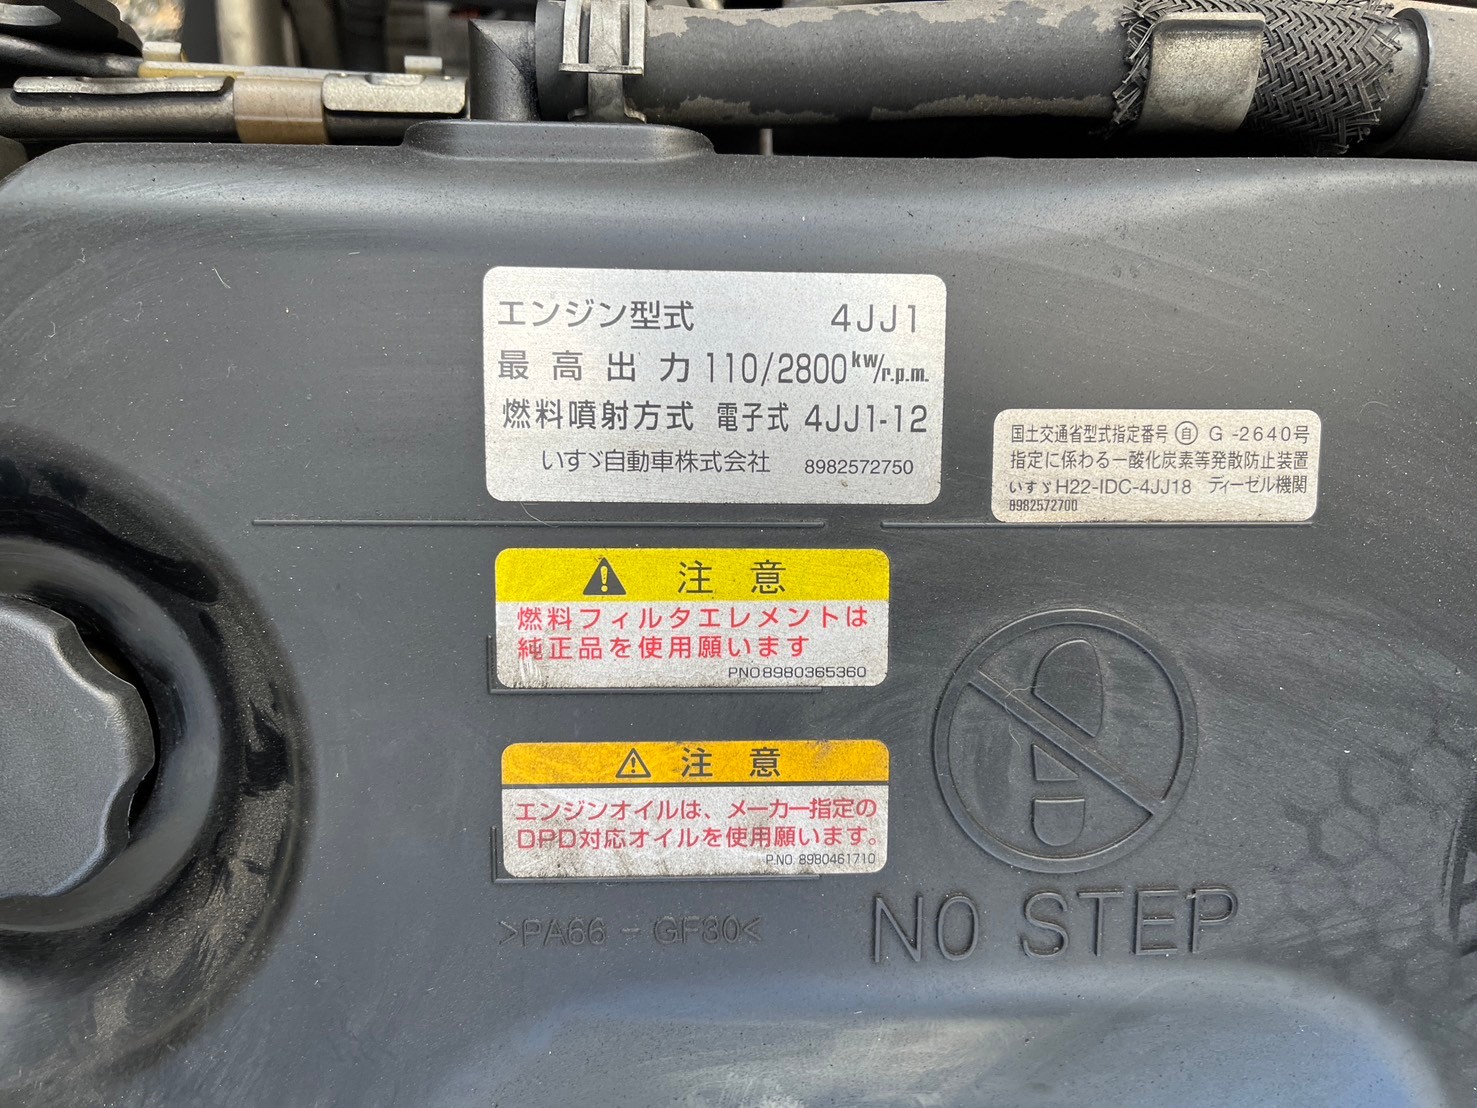 エンジン型式 4JJ1
最高出力 110/2800kW/r.p.m.
燃料噴射方式 電子式 4JJ1-12
いすゞ自動車株式会社 8982572750
国土交通省型式指定番号 自 G -2640号
指定に係わる一酸化炭素等発散防止装置
いすゞH22-IDC-4JJ18 ディーゼル機関
8982572700
注意
燃料フィルタエレメントは
純正品を使用願います
PNO8980365360
注意
エンジンオイルは、メーカー指定の
DPD対応オイルを使用願います。
P.NO. 8980461710
>PA66-GF30<
NO STEP